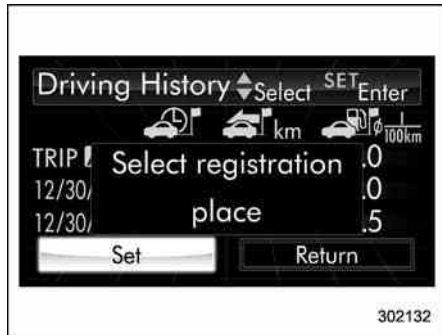 Driving History Select SET Enter
km 100km
TRIP
Select registration
.0
12/30/
.0
place
12/30/
.5
Set Return
302132